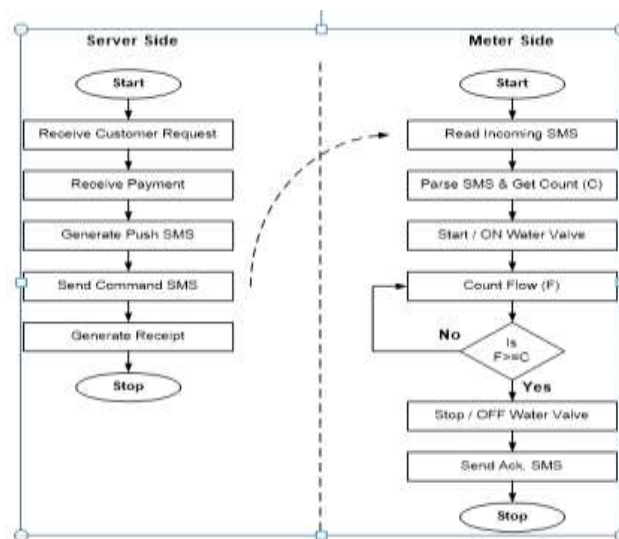 Server Side
Start
Receive Customer Request
Receive Payment
Generate Push SMS
Send Command SMS
Generate Receipt
Stop
Meter Side
Start
Read Incoming SMS
Parse SMS & Get Count (C)
Start / ON Water Valve
Count Flow (F)
No
Is
F>=C
Yes
Stop / OFF Water Valve
Send Ack. SMS
Stop